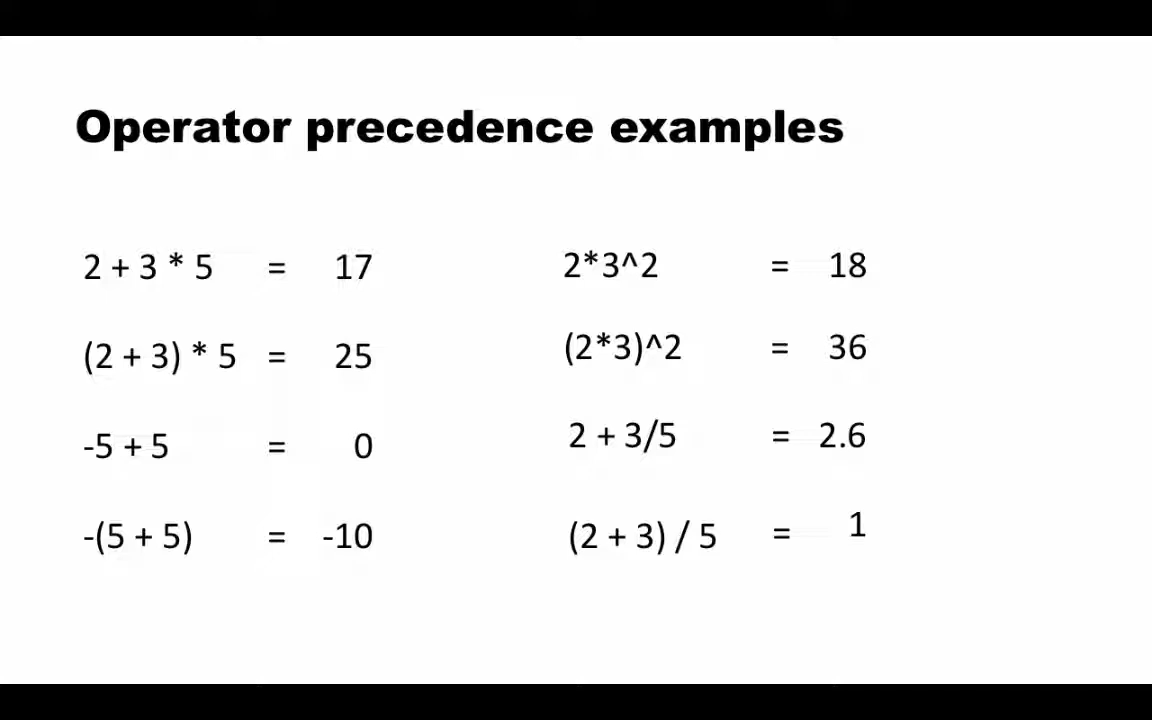 Operator precedence examples
2 + 3 * 5 = 17
(2 + 3) * 5 = 25
-5 + 5 = 0
-(5 + 5) = -10
2*3^2 = 18
(2*3)^2 = 36
2 + 3/5 = 2.6
(2 + 3) / 5 = 1